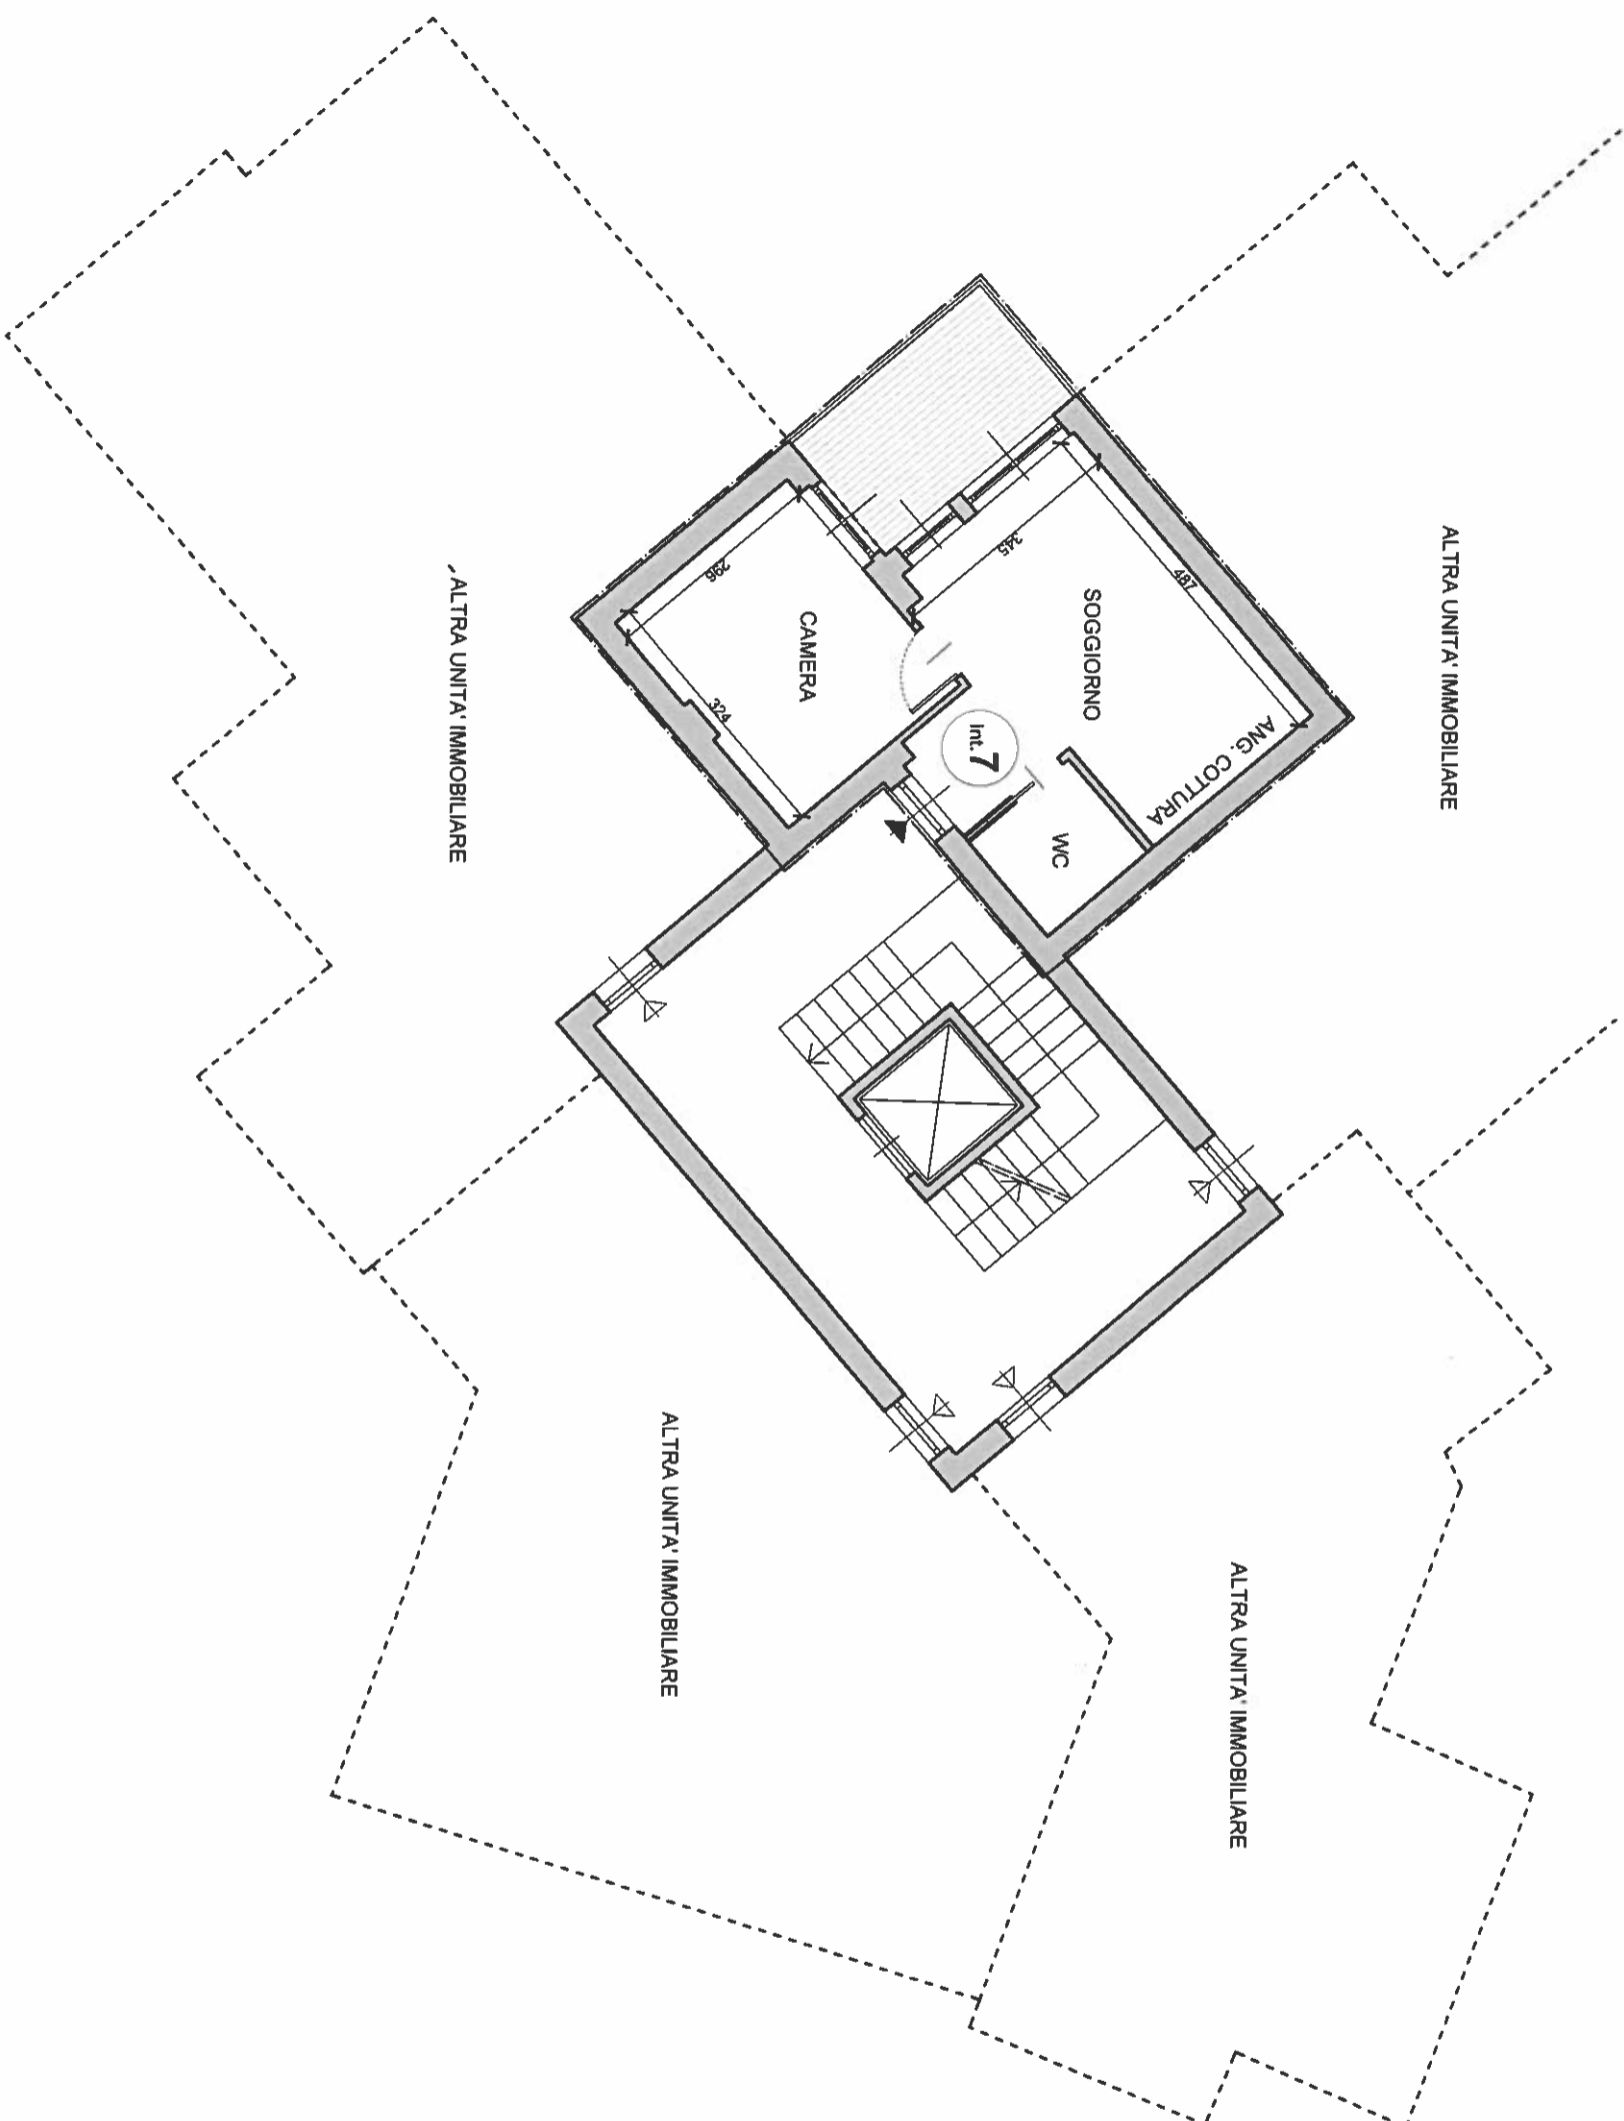 ALTRA UNITA' IMMOBILIARE
ALTRA UNITA' IMMOBILIARE
487
345
SOGGIORNO
ANG. COTTURA
296
CAMERA
324
Int. 7
WC
ALTRA UNITA' IMMOBILIARE
ALTRA UNITA' IMMOBILIARE